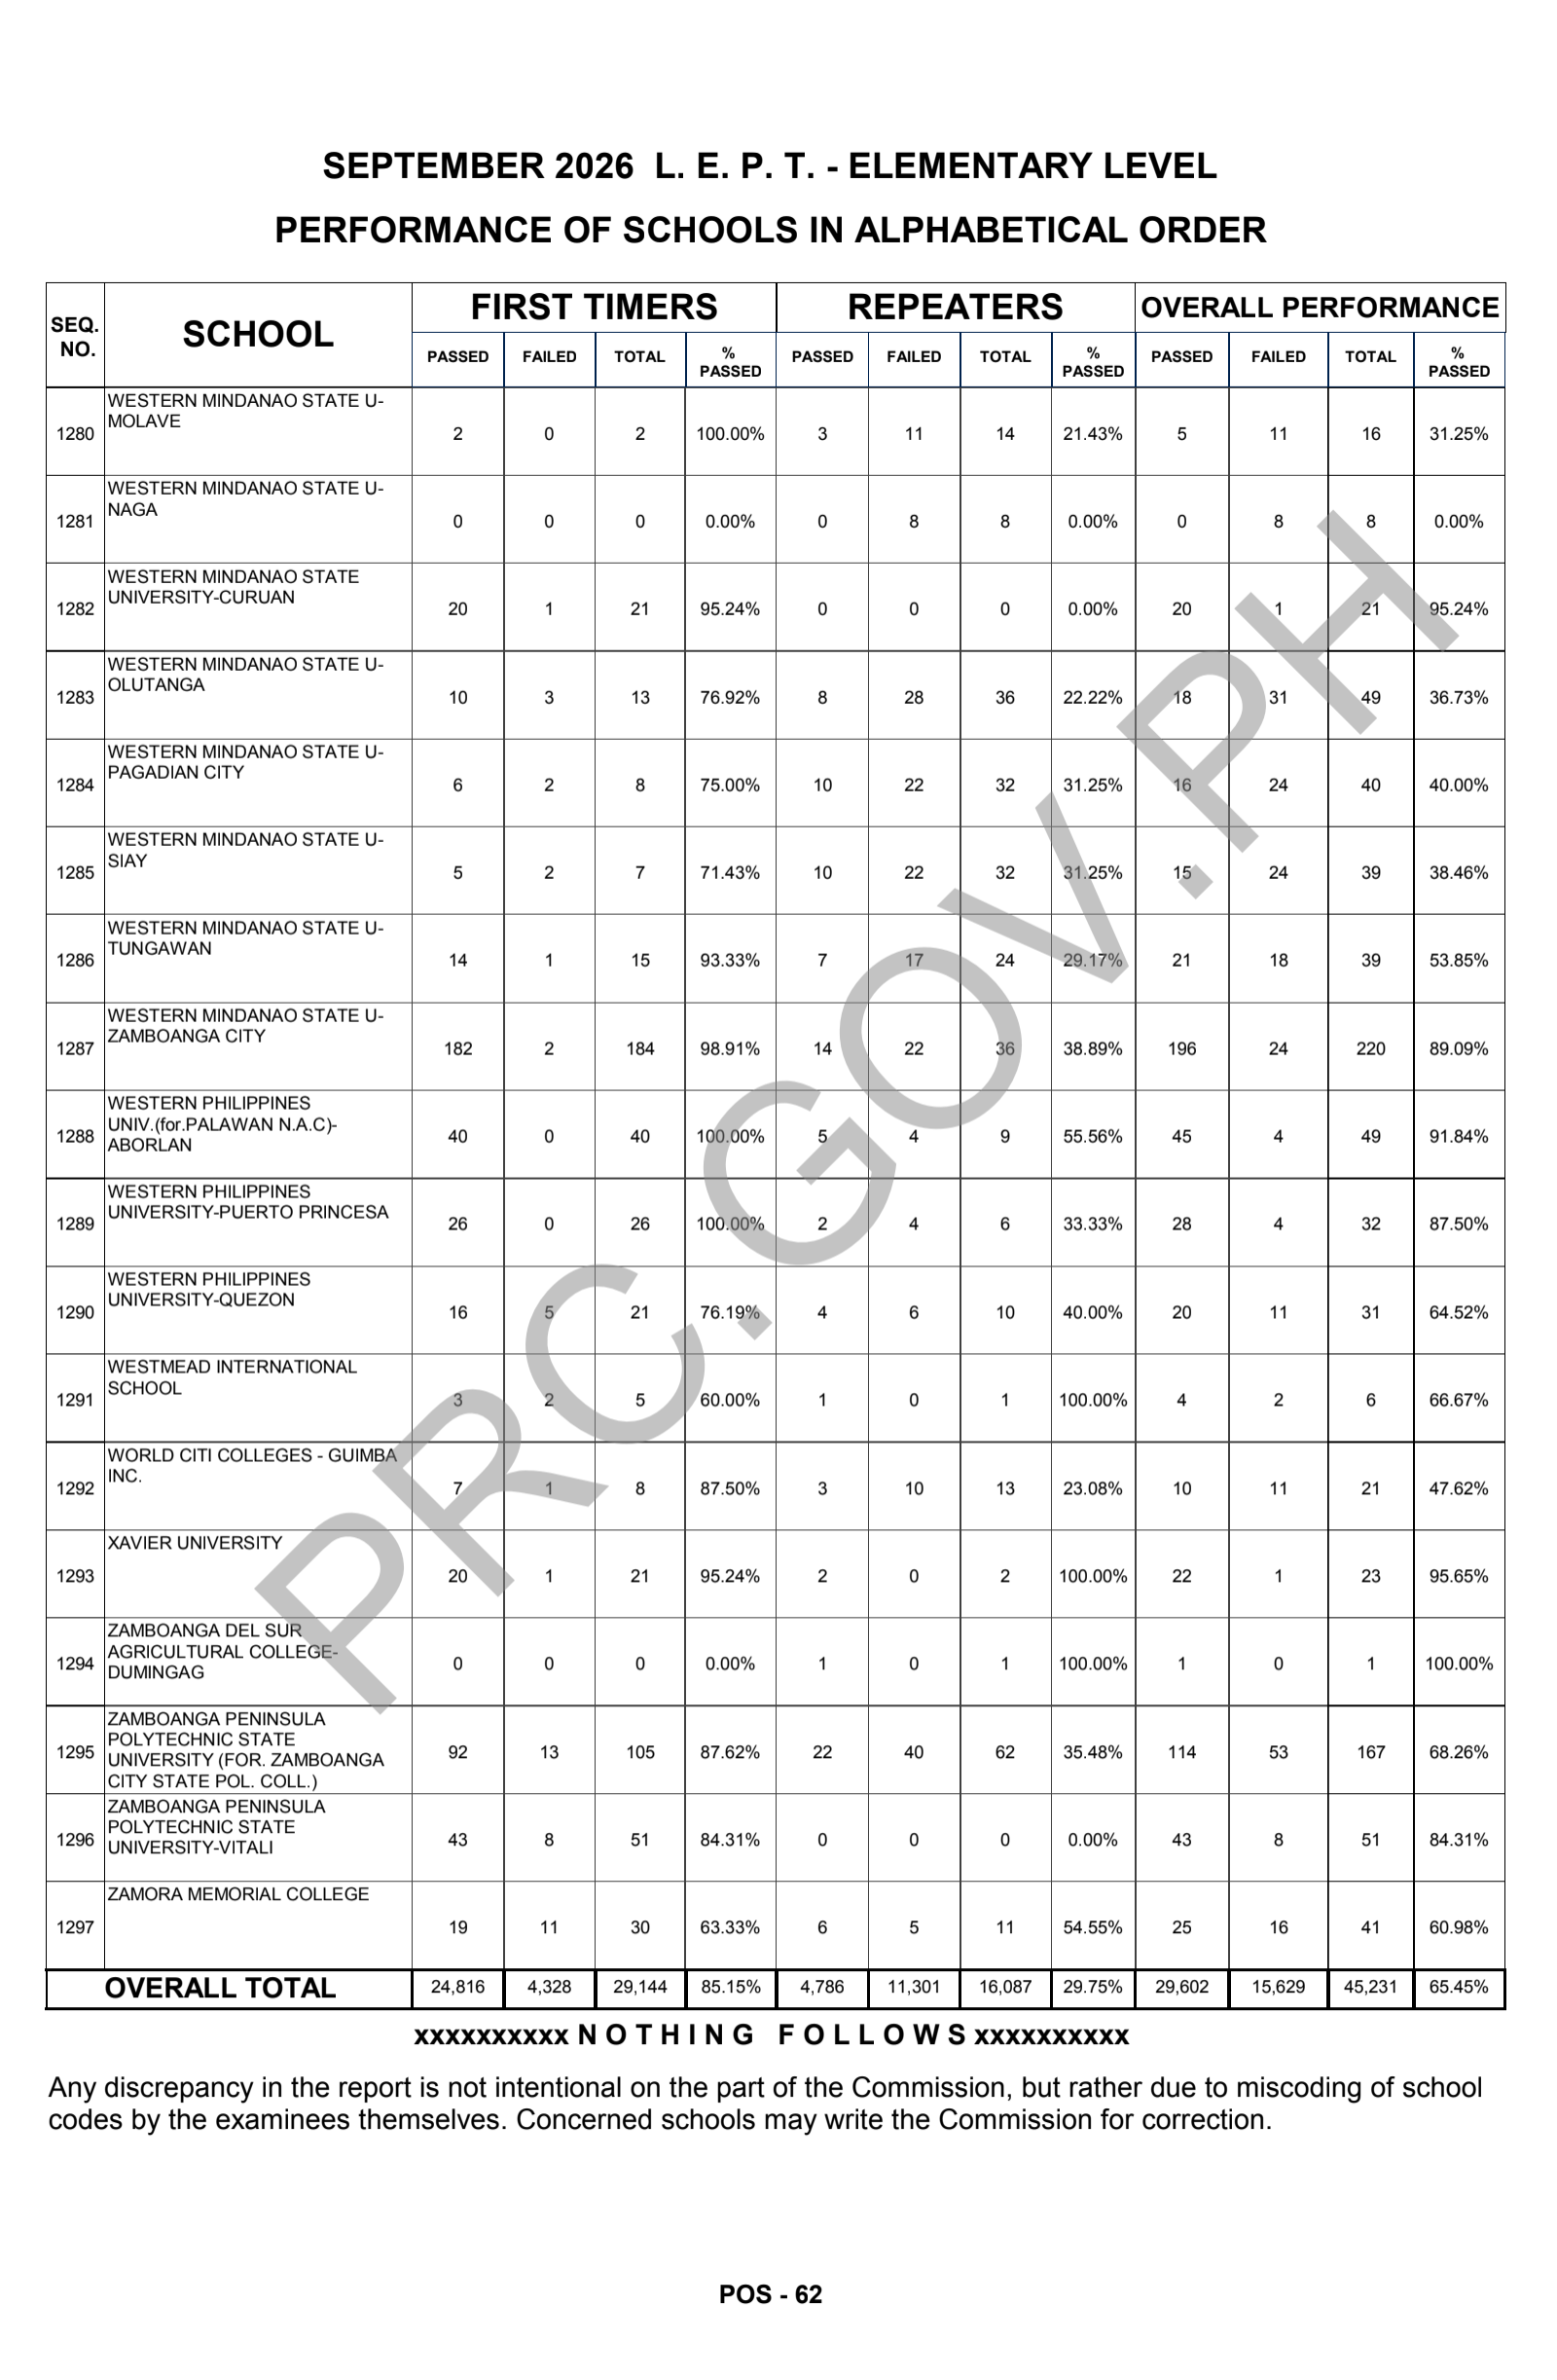 SEPTEMBER 2026 L. E. P. T. - ELEMENTARY LEVEL
PERFORMANCE OF SCHOOLS IN ALPHABETICAL ORDER
SEQ. NO. SCHOOL FIRST TIMERS REPEATERS OVERALL PERFORMANCE
PASSED FAILED TOTAL % PASSED PASSED FAILED TOTAL % PASSED PASSED FAILED TOTAL % PASSED
WESTERN MINDANAO STATE U-
MOLAVE
1280 2 0 2 100.00% 3 11 14 21.43% 5 11 16 31.25%
WESTERN MINDANAO STATE U-
NAGA
1281 0 0 0 0.00% 0 8 8 0.00% 0 8 8 0.00%
WESTERN MINDANAO STATE
UNIVERSITY-CURUAN
1282 20 1 21 95.24% 0 0 0 0.00% 20 1 21 95.24%
WESTERN MINDANAO STATE U-
OLUTANGA
1283 10 3 13 76.92% 8 28 36 22.22% 18 31 49 36.73%
WESTERN MINDANAO STATE U-
PAGADIAN CITY
1284 6 2 8 75.00% 10 22 32 31.25% 16 24 40 40.00%
WESTERN MINDANAO STATE U-
SIAY
1285 5 2 7 71.43% 10 22 32 31.25% 15 24 39 38.46%
WESTERN MINDANAO STATE U-
TUNGAWAN
1286 14 1 15 93.33% 7 17 24 29.17% 21 18 39 53.85%
WESTERN MINDANAO STATE U-
ZAMBOANGA CITY
1287 182 2 184 98.91% 14 22 36 38.89% 196 24 220 89.09%
WESTERN PHILIPPINES
UNIV.(for.PALAWAN N.A.C)-
ABORLAN
1288 40 0 40 100.00% 5 4 9 55.56% 45 4 49 91.84%
WESTERN PHILIPPINES
UNIVERSITY-PUERTO PRINCESA
1289 26 0 26 100.00% 2 4 6 33.33% 28 4 32 87.50%
WESTERN PHILIPPINES
UNIVERSITY-QUEZON
1290 16 5 21 76.19% 4 6 10 40.00% 20 11 31 64.52%
WESTMEAD INTERNATIONAL
SCHOOL
1291 3 2 5 60.00% 1 0 1 100.00% 4 2 6 66.67%
WORLD CITI COLLEGES - GUIMBA
INC.
1292 7 1 8 87.50% 3 10 13 23.08% 10 11 21 47.62%
XAVIER UNIVERSITY
1293 20 1 21 95.24% 2 0 2 100.00% 22 1 23 95.65%
ZAMBOANGA DEL SUR
AGRICULTURAL COLLEGE-
DUMINGAG
1294 0 0 0 0.00% 1 0 1 100.00% 1 0 1 100.00%
ZAMBOANGA PENINSULA
POLYTECHNIC STATE
UNIVERSITY (FOR. ZAMBOANGA
CITY STATE POL. COLL.)
1295 92 13 105 87.62% 22 40 62 35.48% 114 53 167 68.26%
ZAMBOANGA PENINSULA
POLYTECHNIC STATE
UNIVERSITY-VITALI
1296 43 8 51 84.31% 0 0 0 0.00% 43 8 51 84.31%
ZAMORA MEMORIAL COLLEGE
1297 19 11 30 63.33% 6 5 11 54.55% 25 16 41 60.98%
OVERALL TOTAL 24,816 4,328 29,144 85.15% 4,786 11,301 16,087 29.75% 29,602 15,629 45,231 65.45%
xxxxxxxxxx N O T H I N G F O L L O W S xxxxxxxxxx
Any discrepancy in the report is not intentional on the part of the Commission, but rather due to miscoding of school
codes by the examinees themselves. Concerned schools may write the Commission for correction.
POS - 62
PRC.GOV.PH